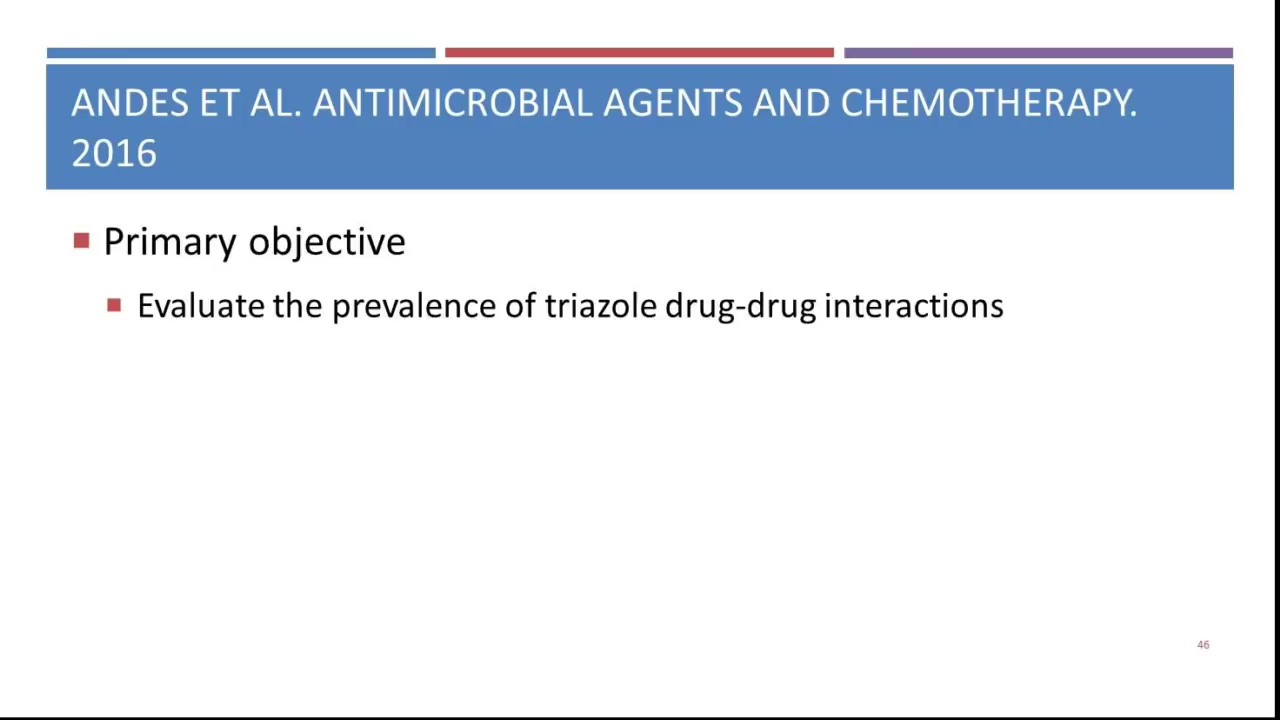 ANDES ET AL. ANTIMICROBIAL AGENTS AND CHEMOTHERAPY.
2016
Primary objective
Evaluate the prevalence of triazole drug-drug interactions
46